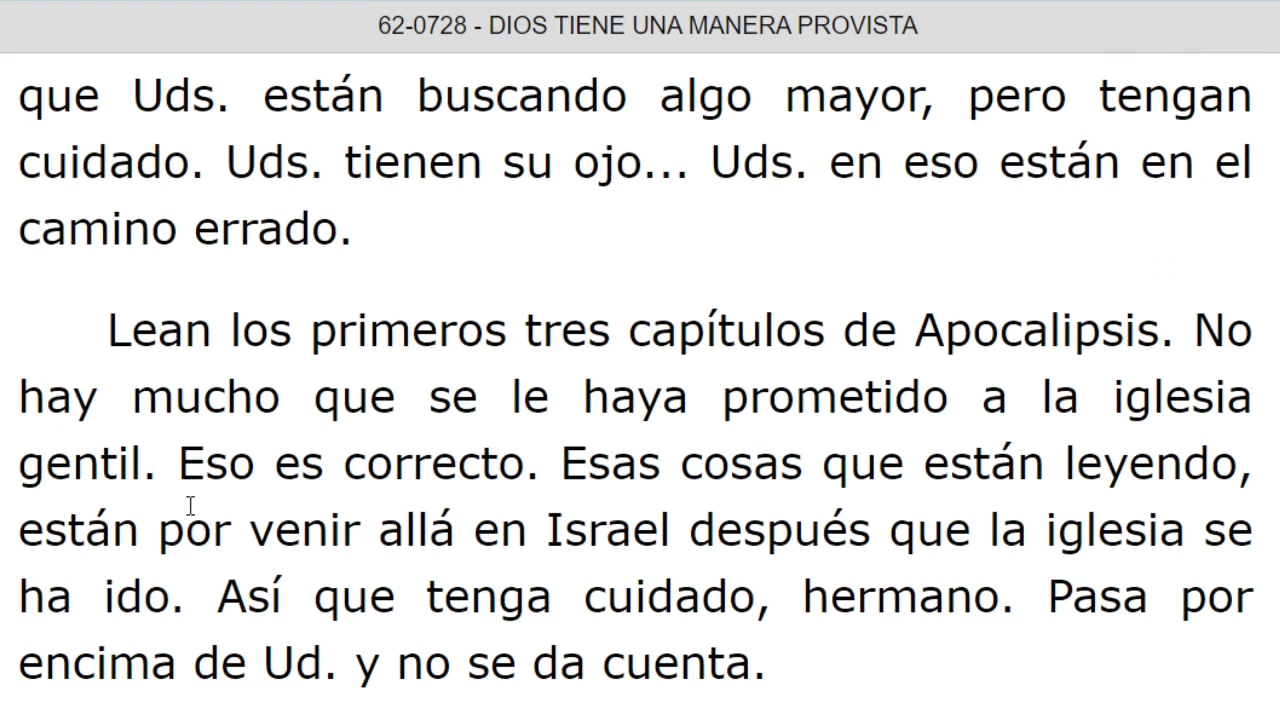 62-0728 - DIOS TIENE UNA MANERA PROVISTA
que Uds. están buscando algo mayor, pero tengan
cuidado. Uds. tienen su ojo... Uds. en eso están en el
camino errado.
Lean los primeros tres capítulos de Apocalipsis. No
hay mucho que se le haya prometido a la iglesia
gentil. Eso es correcto. Esas cosas que están leyendo,
están por venir allá en Israel después que la iglesia se
ha ido. Así que tenga cuidado, hermano. Pasa por
encima de Ud. y no se da cuenta.